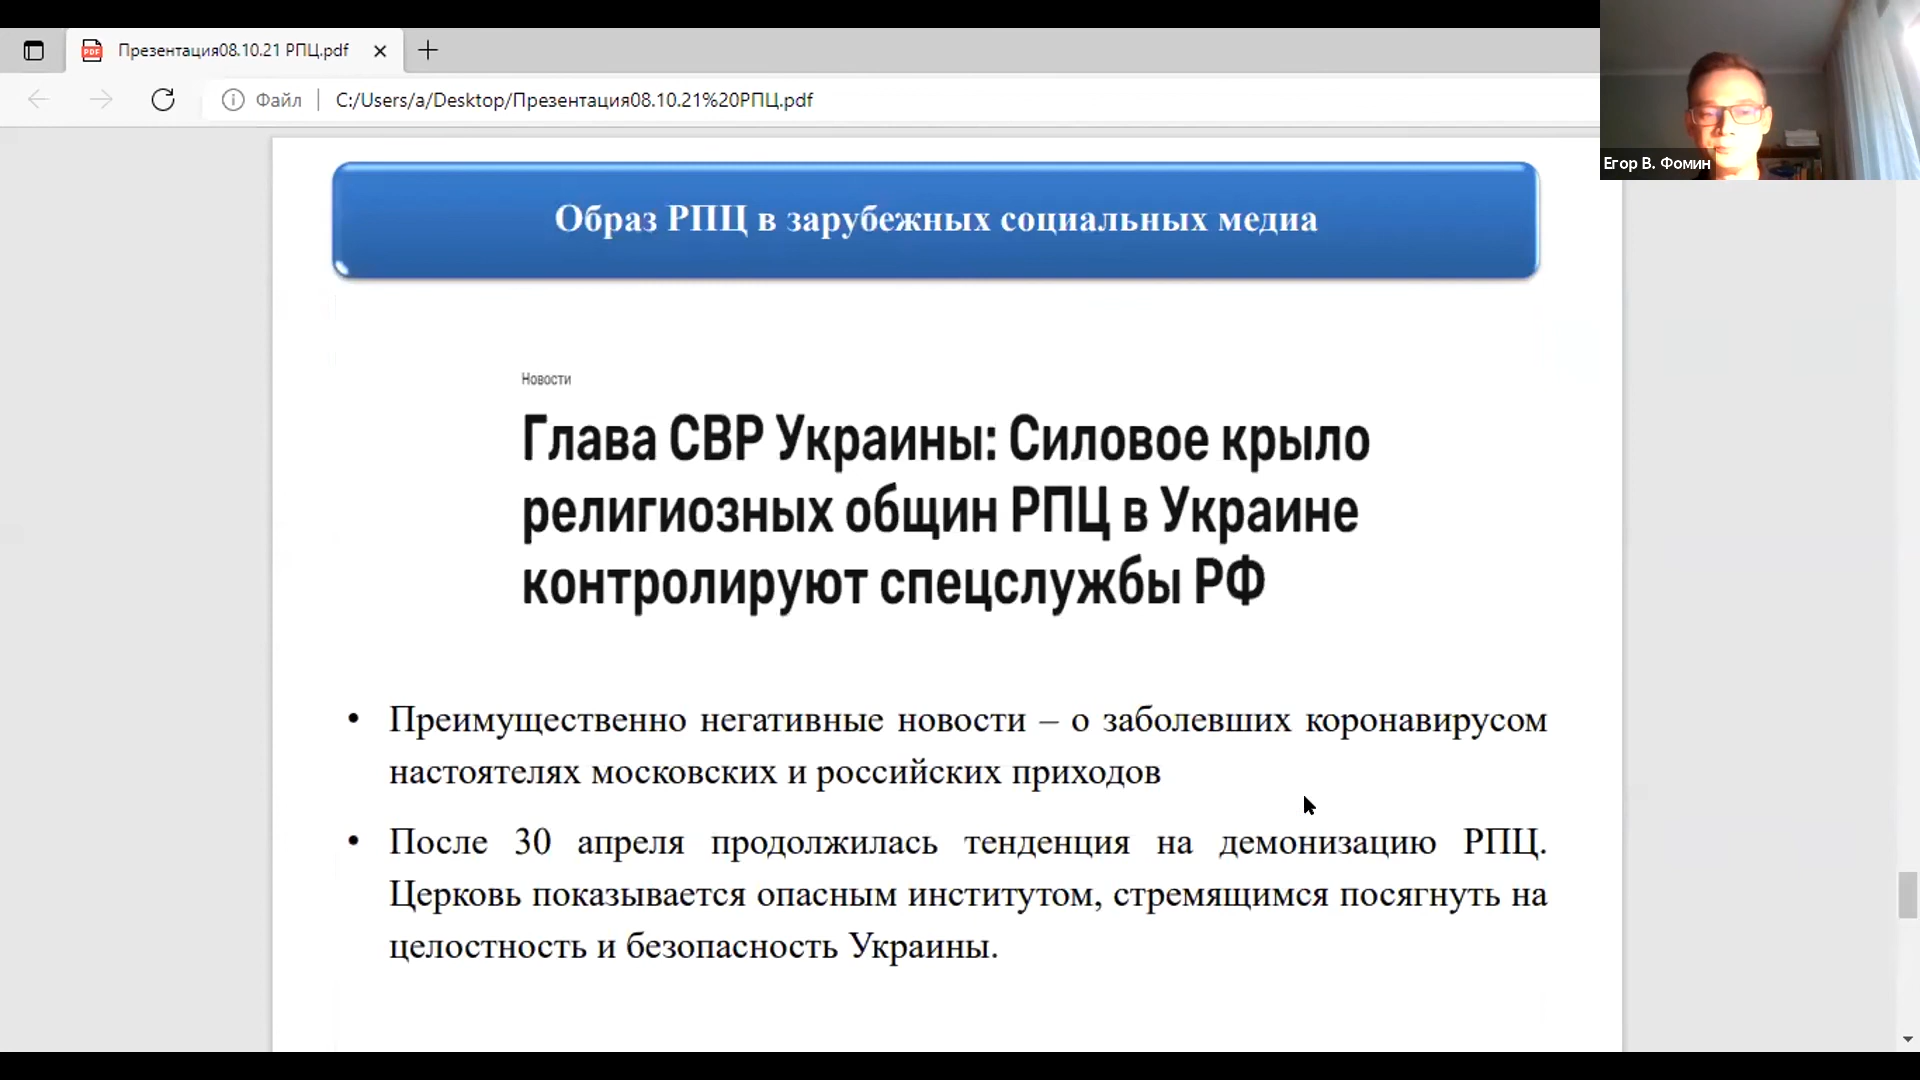 Презентация08.10.21 РПЦ.pdf
Файл
C:/Users/a/Desktop/Презентация08.10.21%20РПЦ.pdf
Егор В. Фомин
Образ РПЦ в зарубежных социальных медиа
Новости
Глава СВР Украины: Силовое крыло
религиозных общин РПЦ в Украине
контролируют спецслужбы РФ
• Преимущественно негативные новости – о заболевших коронавирусом
настоятелях московских и российских приходов
• После 30 апреля продолжилась тенденция на демонизацию РПЦ.
Церковь показывается опасным институтом, стремящимся посягнуть на
целостность и безопасность Украины.